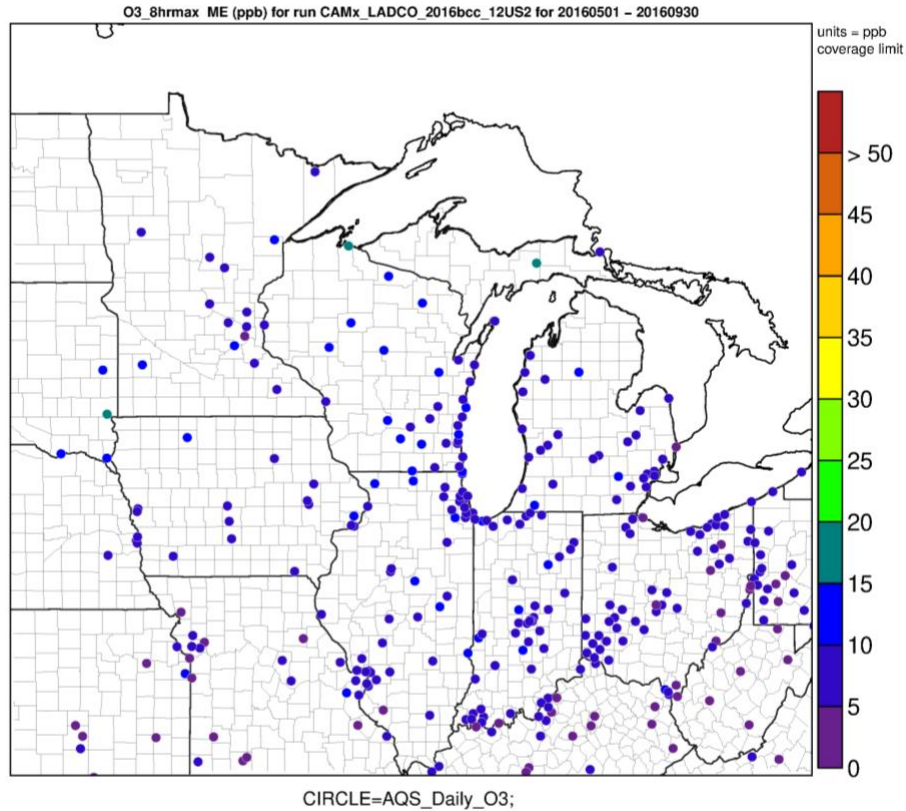 O3_8hrmax ME (ppb) for run CAMx_LADCO_2016bcc_12US2 for 20160501 − 20160930
units = ppb
coverage limit
> 50
45
40
35
30
25
20
15
10
5
0
CIRCLE=AQS_Daily_O3;